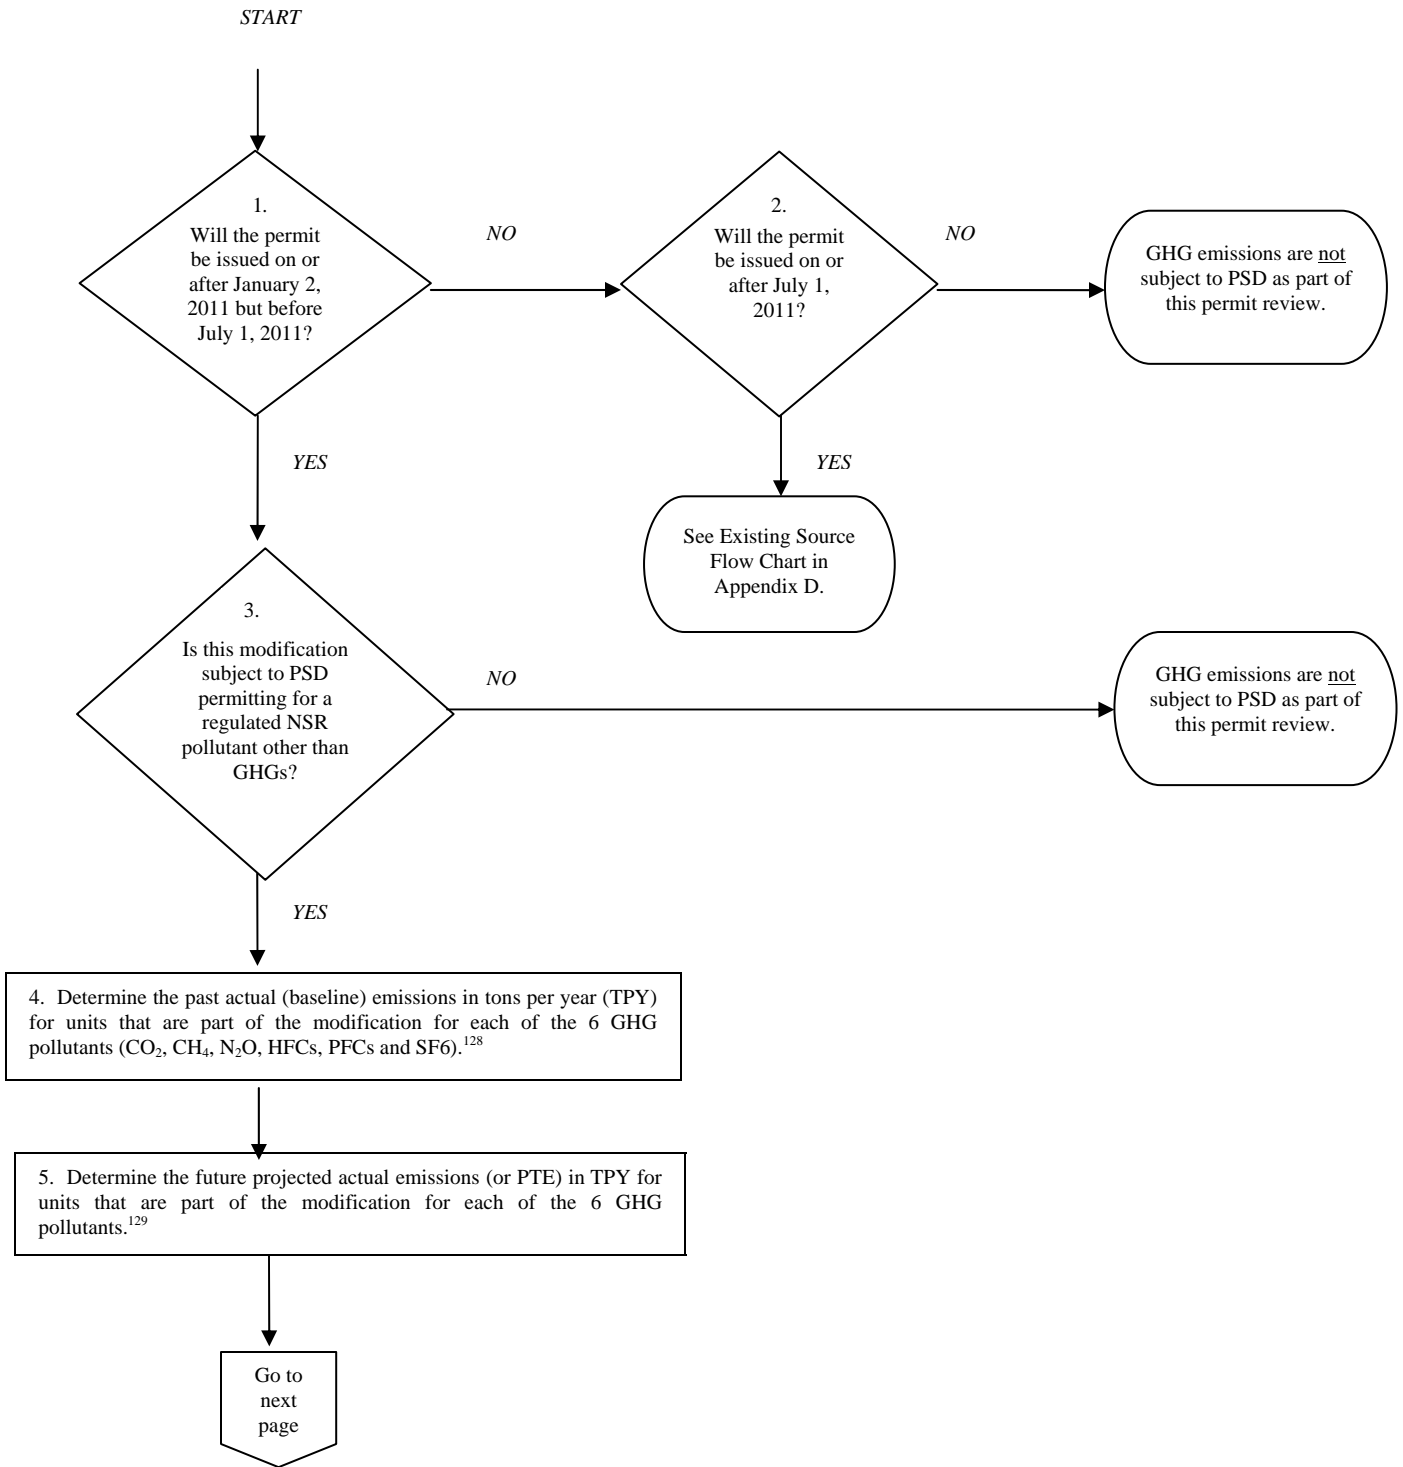 START
1.
Will the permit
be issued on or
after January 2,
2011 but before
July 1, 2011?
NO
2.
Will the permit
be issued on or
after July 1,
2011?
NO
GHG emissions are not
subject to PSD as part of
this permit review.
YES
YES
See Existing Source
Flow Chart in
Appendix D.
3.
Is this modification
subject to PSD
permitting for a
regulated NSR
pollutant other than
GHGs?
NO
GHG emissions are not
subject to PSD as part of
this permit review.
YES
4. Determine the past actual (baseline) emissions in tons per year (TPY)
for units that are part of the modification for each of the 6 GHG
pollutants (CO₂, CH₄, N₂O, HFCs, PFCs and SF6).¹²⁸
5. Determine the future projected actual emissions (or PTE) in TPY for
units that are part of the modification for each of the 6 GHG
pollutants.¹²⁹
Go to
next
page